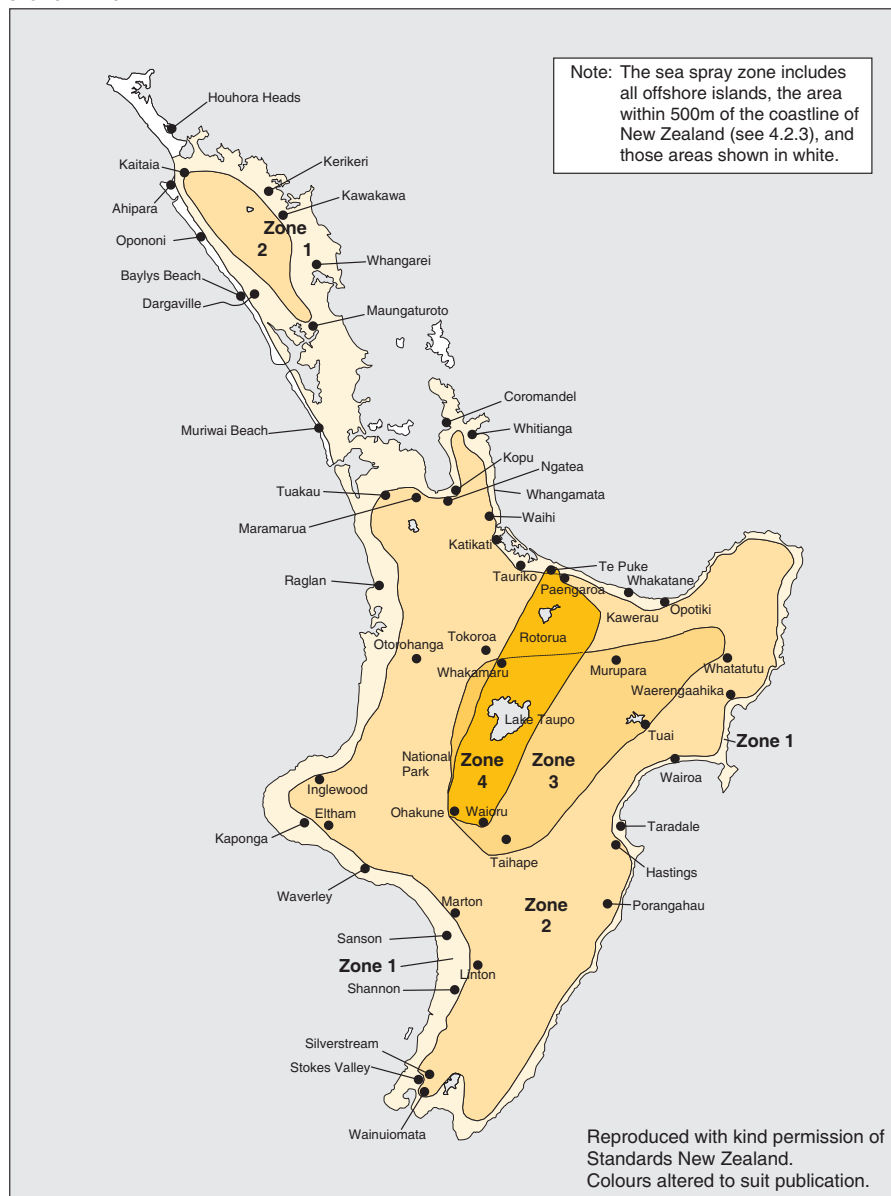 Note: The sea spray zone includes
all offshore islands, the area
within 500m of the coastline of
New Zealand (see 4.2.3), and
those areas shown in white.
Houhora Heads
Kaitaia
Kerikeri
Ahipara
Kawakawa
Zone
2
1
Opononi
Whangarei
Baylys Beach
Dargaville
Maungaturoto
Coromandel
Muriwai Beach
Whitianga
Kopu
Ngatea
Tuakau
Whangamata
Maramarua
Waihi
Katikati
Te Puke
Tauriko
Raglan
Paengaroa
Whakatane
Kawerau
Opotiki
Rotorua
Tokoroa
Otorohanga
Whakamaru
Murupara
Whatatutu
Waerengaahika
Lake Taupo
Tuai
Zone 1
National
Park
Zone
4
Zone
3
Wairoa
Inglewood
Ohakune
Waioru
Eltham
Kaponga
Taradale
Taihape
Hastings
Waverley
Marton
Zone
2
Porangahau
Sanson
Zone 1
Linton
Shannon
Silverstream
Stokes Valley
Wainuiomata
Reproduced with kind permission of
Standards New Zealand.
Colours altered to suit publication.